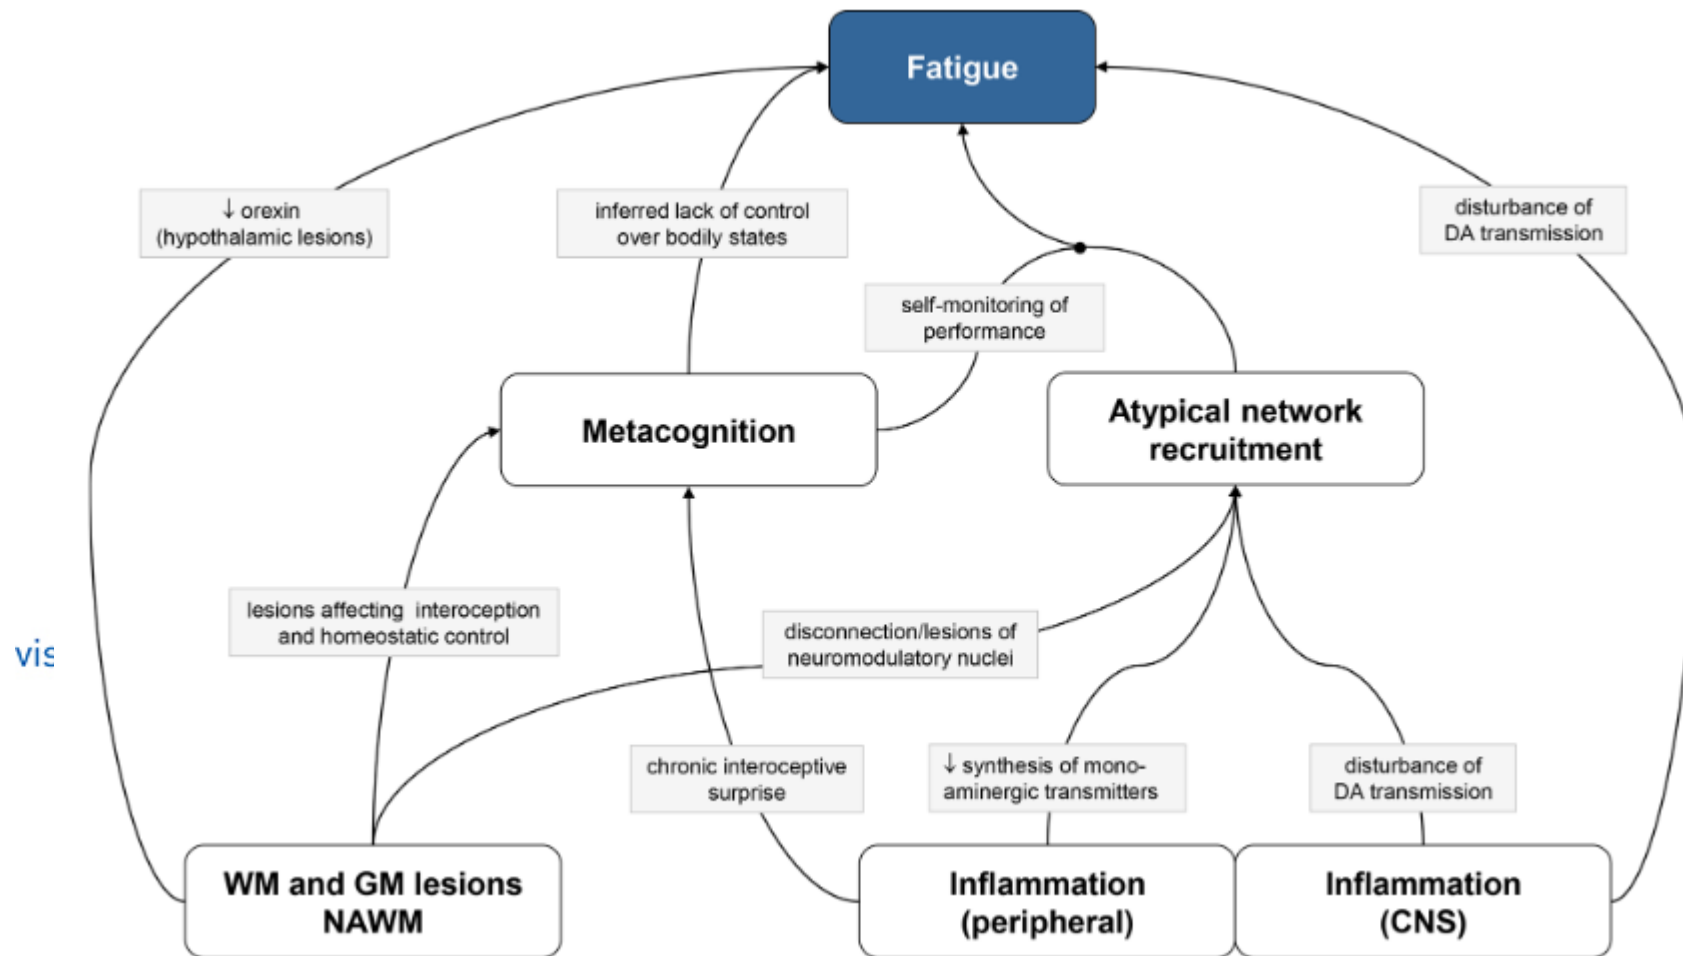 Fatigue
↓ orexin
(hypothalamic lesions)
inferred lack of control
over bodily states
disturbance of
DA transmission
self-monitoring of
performance
Metacognition
Atypical network
recruitment
lesions affecting interoception
and homeostatic control
disconnection/lesions of
neuromodulatory nuclei
vis
chronic interoceptive
surprise
↓ synthesis of mono-
aminergic transmitters
disturbance of
DA transmission
WM and GM lesions
NAWM
Inflammation
(peripheral)
Inflammation
(CNS)